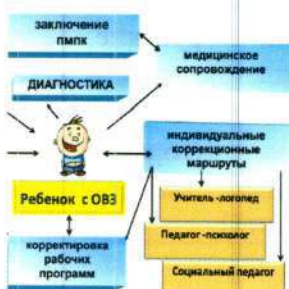 заключение
ПМПК
медицинское
сопровождение
ДИАГНОСТИКА
индивидуальные
коррекционные
маршруты
Ребенок с ОВЗ
Учитель -логопед
Педагог -психолог
корректировка
рабочих
программ
Социальный педагог